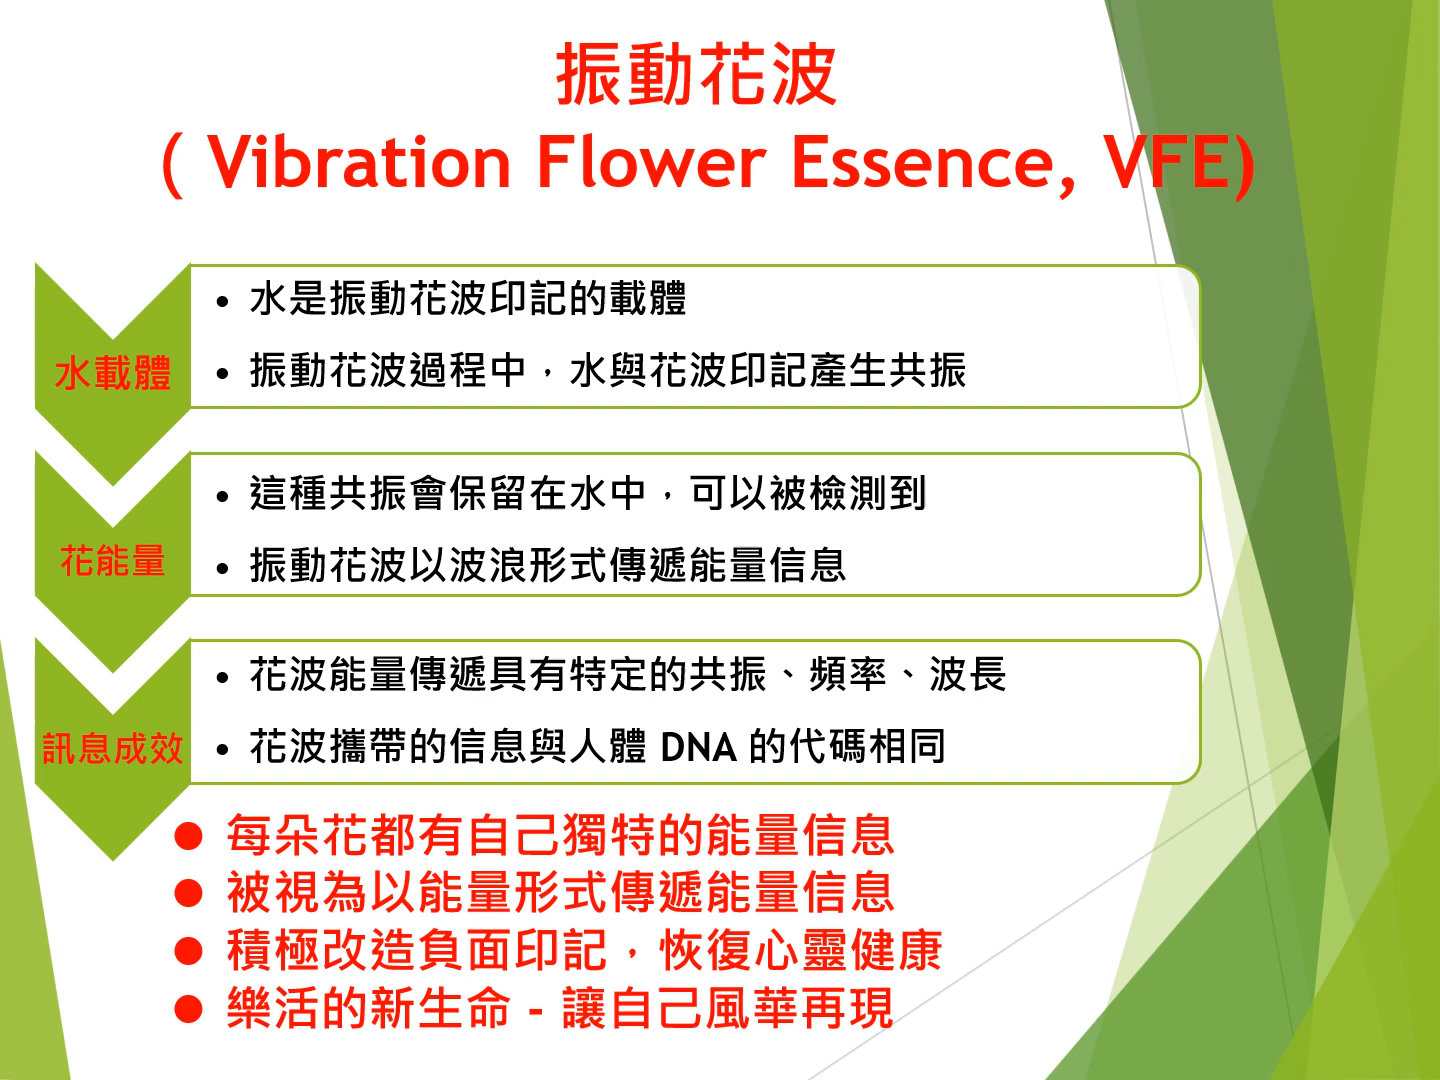 振動花波
( Vibration Flower Essence, VFE)
水載體
• 水是振動花波印記的載體
• 振動花波過程中，水與花波印記產生共振
花能量
• 這種共振會保留在水中，可以被檢測到
• 振動花波以波浪形式傳遞能量信息
訊息成效
• 花波能量傳遞具有特定的共振、頻率、波長
• 花波攜帶的信息與人體 DNA 的代碼相同
● 每朵花都有自己獨特的能量信息
● 被視為以能量形式傳遞能量信息
● 積極改造負面印記，恢復心靈健康
● 樂活的新生命 - 讓自己風華再現